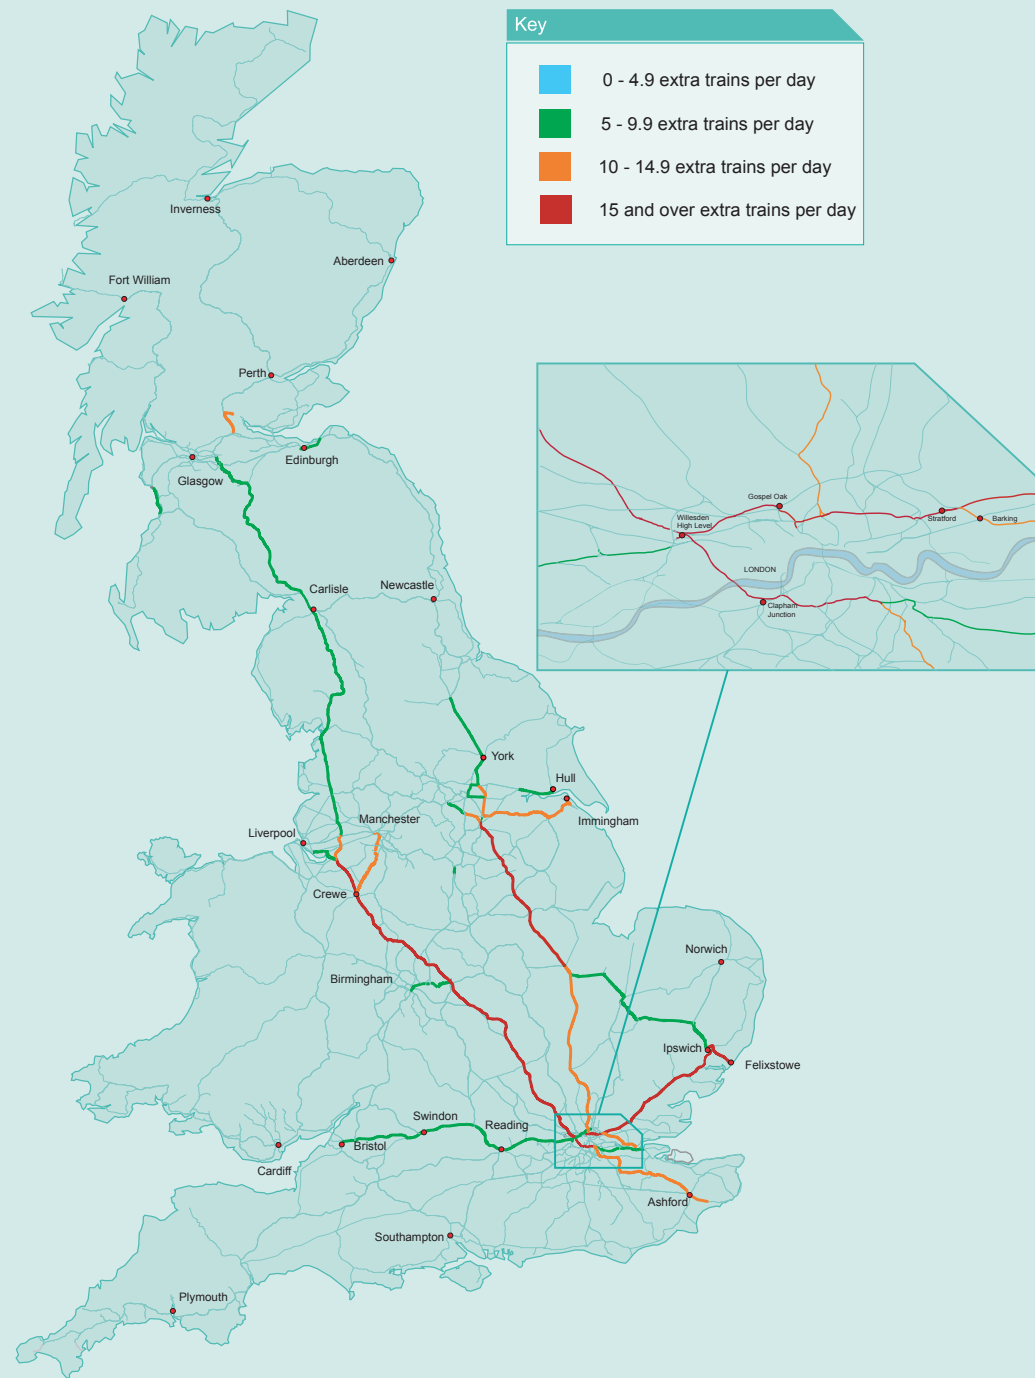 Key
0 - 4.9 extra trains per day
5 - 9.9 extra trains per day
10 - 14.9 extra trains per day
15 and over extra trains per day
Inverness
Aberdeen
Fort William
Perth
Edinburgh
Glasgow
Carlisle
Newcastle
York
Hull
Immingham
Manchester
Liverpool
Crewe
Norwich
Birmingham
Ipswich
Felixstowe
Swindon
Reading
Bristol
Cardiff
Ashford
Southampton
Plymouth
Gospel Oak
Willesden
High Level
Stratford
Barking
LONDON
Clapham
Junction